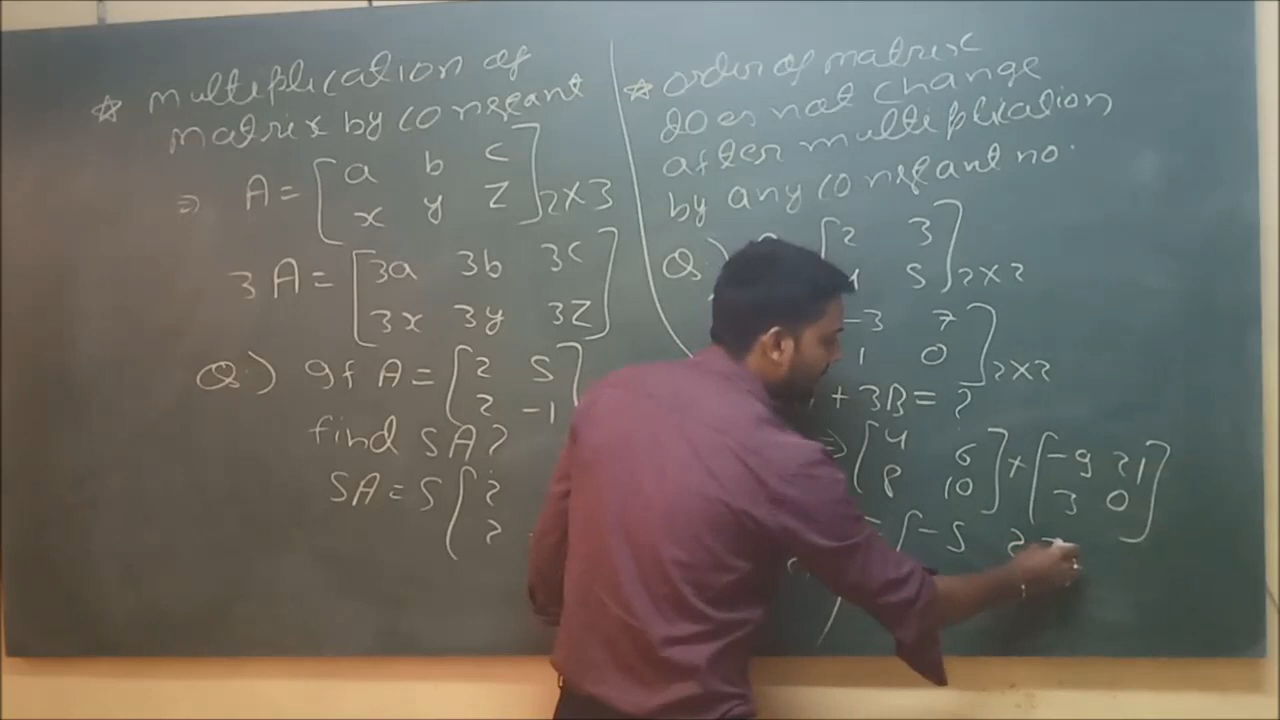 ☆ multiplication of
matrix by constant
⇒ A = [a b c
x y z] 2×3
3A = [3a 3b 3c
3x 3y 3z]
Q.) If A = [2 5
2 -1]
find 5A?
5A = 5 [2
2
☆ order of matrix
does not change
after multiplication
by any constant no.
Q.) [2 3
5] 2×2
-3 7
1 0] 2×2
+ 3B = ?
⇒ [4 6
8 10] + [-9 21
3 0]
= [-5 2